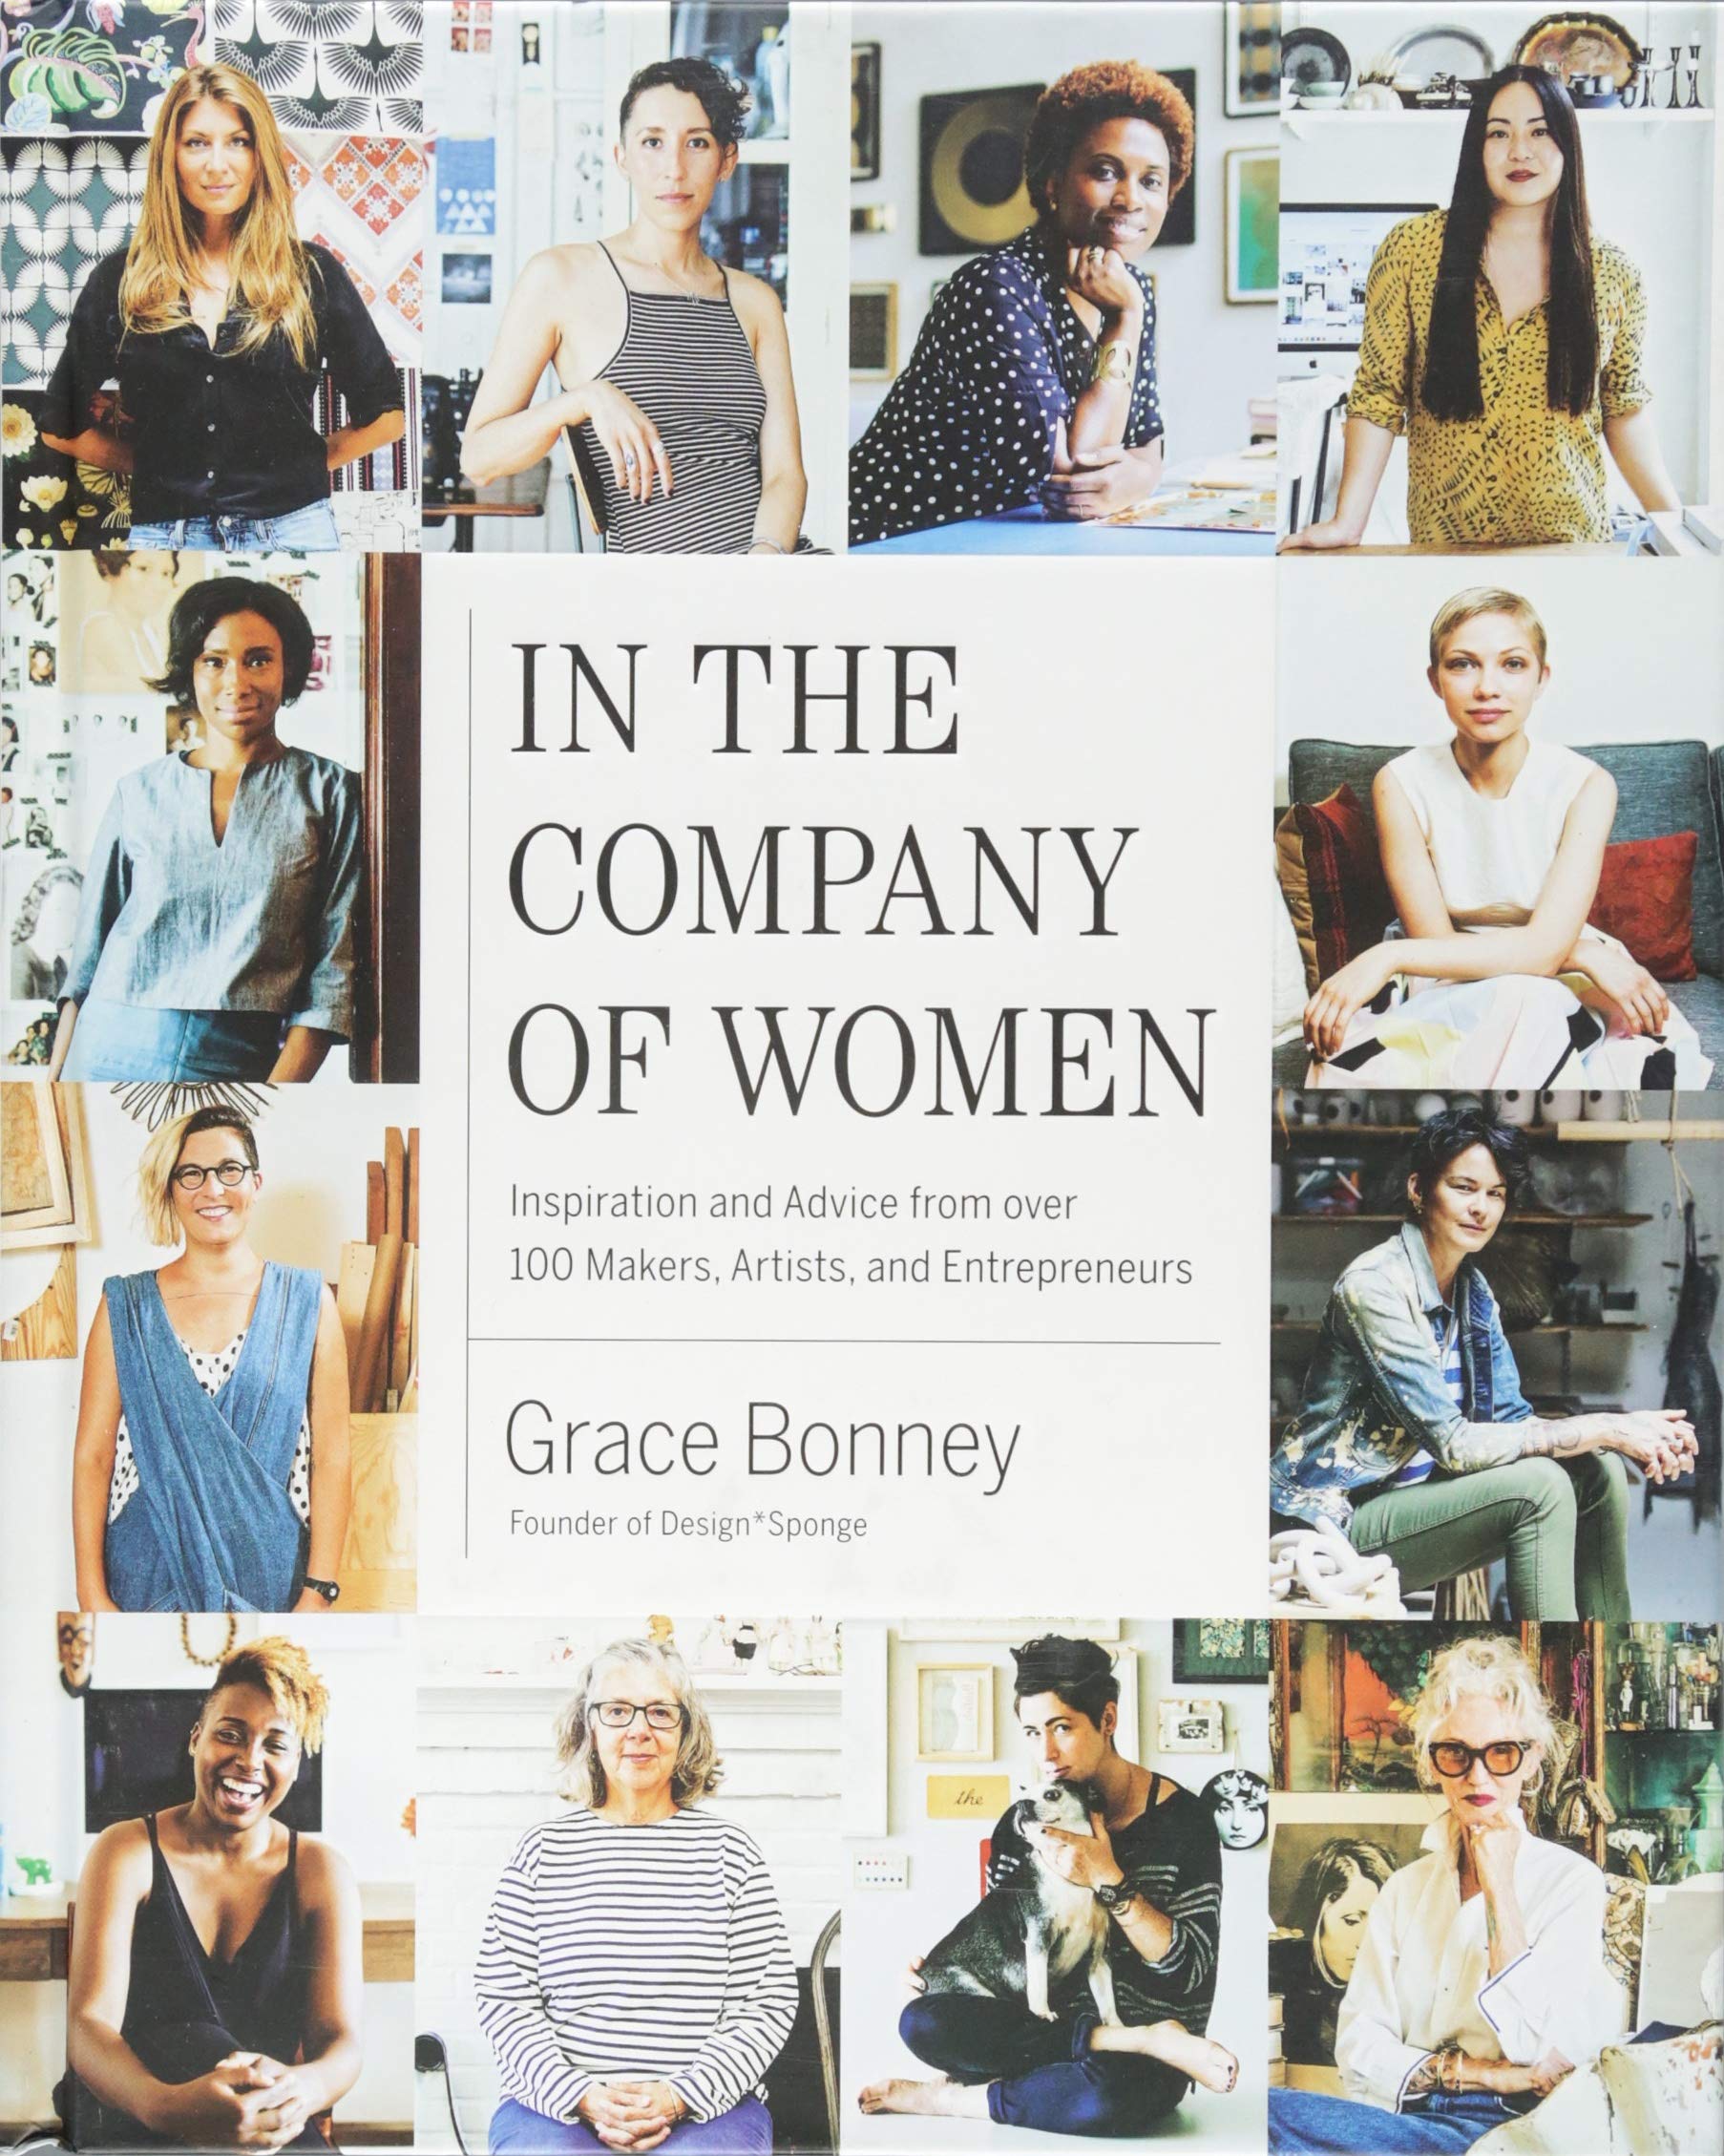 IN THE
COMPANY
OF WOMEN
Inspiration and Advice from over
100 Makers, Artists, and Entrepreneurs
Grace Bonney
Founder of Design*Sponge
the